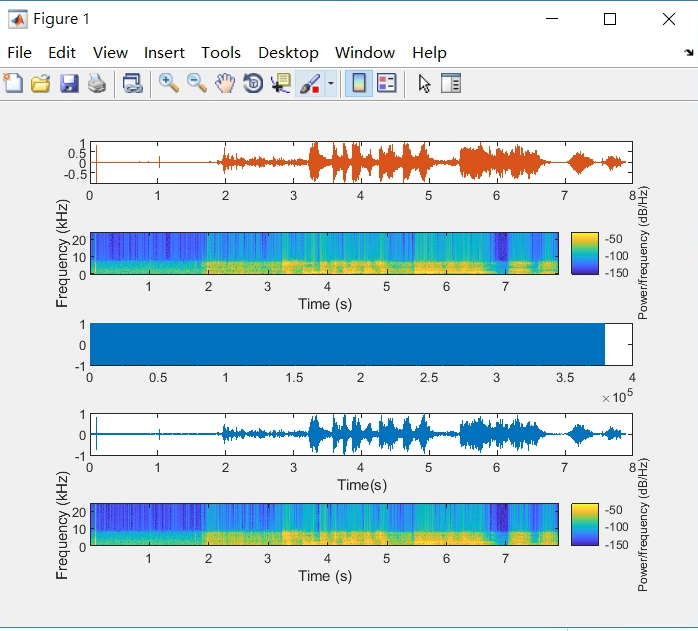 Figure 1
File Edit View Insert Tools Desktop Window Help
1
0.5
0
-0.5
0 1 2 3 4 5 6 7 8
Frequency (kHz)
20
10
0
1 2 3 4 5 6 7
Time (s)
-50
-100
-150
Power/frequency (dB/Hz)
1
0
-1
0 0.5 1 1.5 2 2.5 3 3.5 4
×10^5
1
0
-1
0 1 2 3 4 5 6 7 8
Time(s)
Frequency (kHz)
20
10
0
1 2 3 4 5 6 7
Time (s)
-50
-100
-150
Power/frequency (dB/Hz)